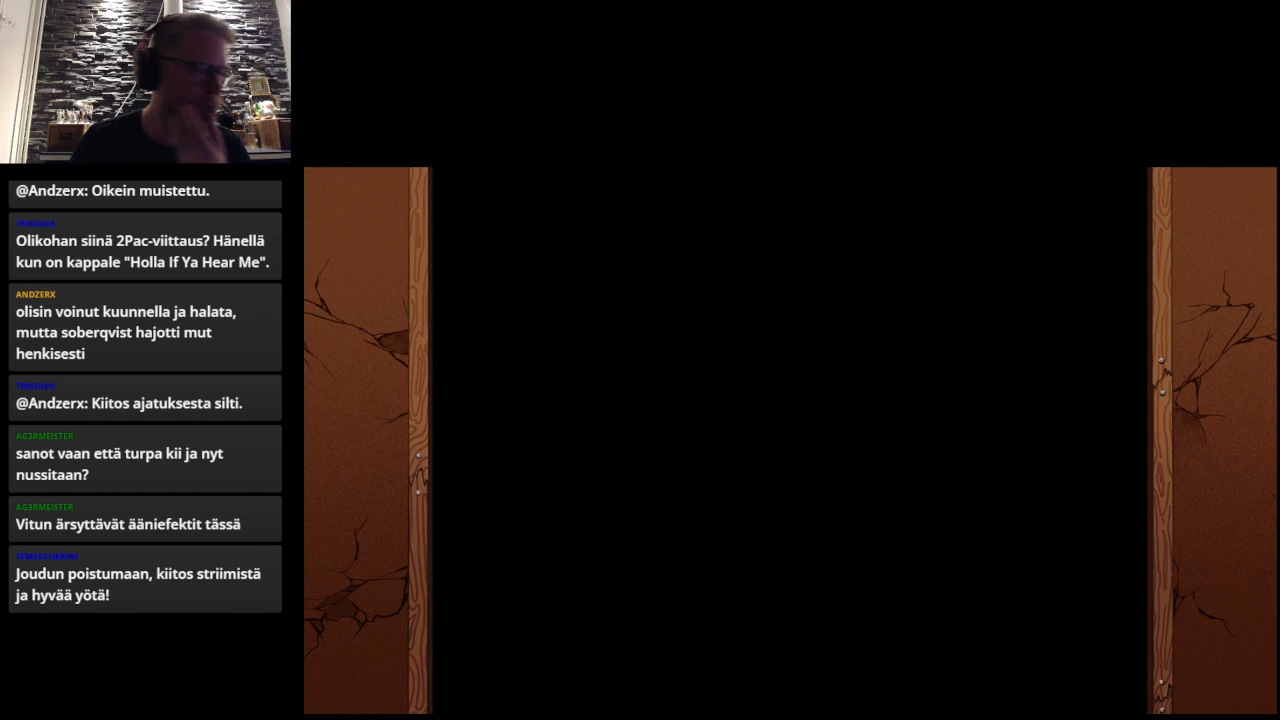 @Andzerx: Oikein muistettu.
Olikohan siinä 2Pac-viittaus? Hänellä
kun on kappale "Holla If Ya Hear Me".
ANDZERX
olisin voinut kuunnella ja halata,
mutta soberqvist hajotti mut
henkisesti
@Andzerx: Kiitos ajatuksesta silti.
AG3RMEISTER
sanot vaan että turpa kii ja nyt
nussitaan?
AG3RMEISTER
Vitun ärsyttävät ääniefektit tässä
Joudun poistumaan, kiitos striimistä
ja hyvää yötä!